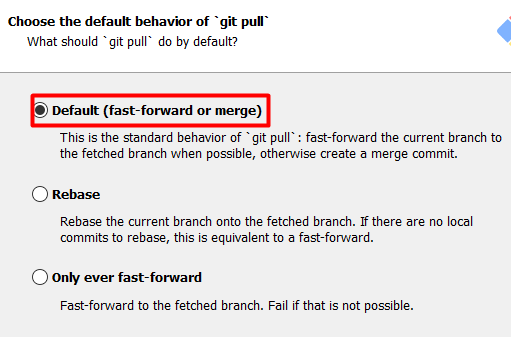 Choose the default behavior of `git pull`
What should `git pull` do by default?
Default (fast-forward or merge)
This is the standard behavior of `git pull`: fast-forward the current branch to
the fetched branch when possible, otherwise create a merge commit.
Rebase
Rebase the current branch onto the fetched branch. If there are no local
commits to rebase, this is equivalent to a fast-forward.
Only ever fast-forward
Fast-forward to the fetched branch. Fail if that is not possible.